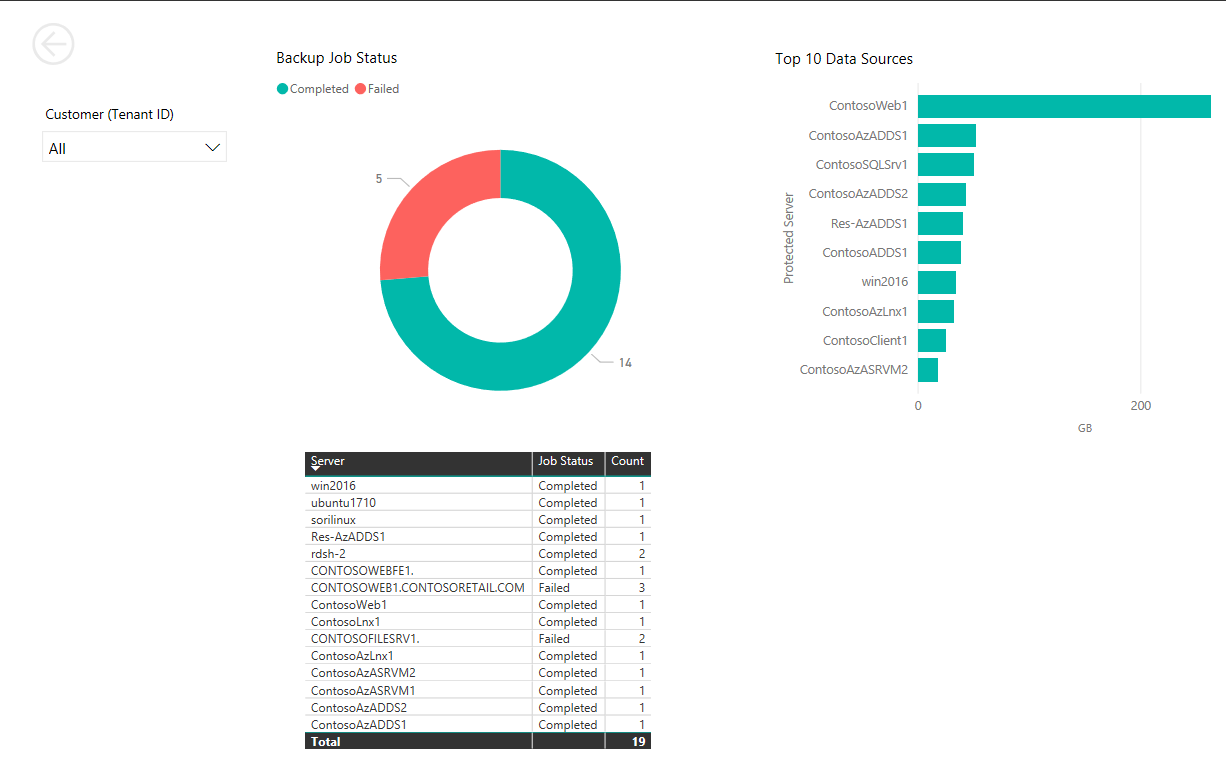 Customer (Tenant ID)
All
Backup Job Status
Completed Failed
5
14
Top 10 Data Sources
Protected Server
ContosoWeb1
ContosoAzADDS1
ContosoSQLSrv1
ContosoAzADDS2
Res-AzADDS1
ContosoADDS1
win2016
ContosoAzLnx1
ContosoClient1
ContosoAzASRVM2
0 200
GB
Server Job Status Count
win2016 Completed 1
ubuntu1710 Completed 1
sorilinux Completed 1
Res-AzADDS1 Completed 1
rdsh-2 Completed 2
CONTOSOWEBFE1. Completed 1
CONTOSOWEB1.CONTOSORETAIL.COM Failed 3
ContosoWeb1 Completed 1
ContosoLnx1 Completed 1
CONTOSOFILESRV1. Failed 2
ContosoAzLnx1 Completed 1
ContosoAzASRVM2 Completed 1
ContosoAzASRVM1 Completed 1
ContosoAzADDS2 Completed 1
ContosoAzADDS1 Completed 1
Total 19